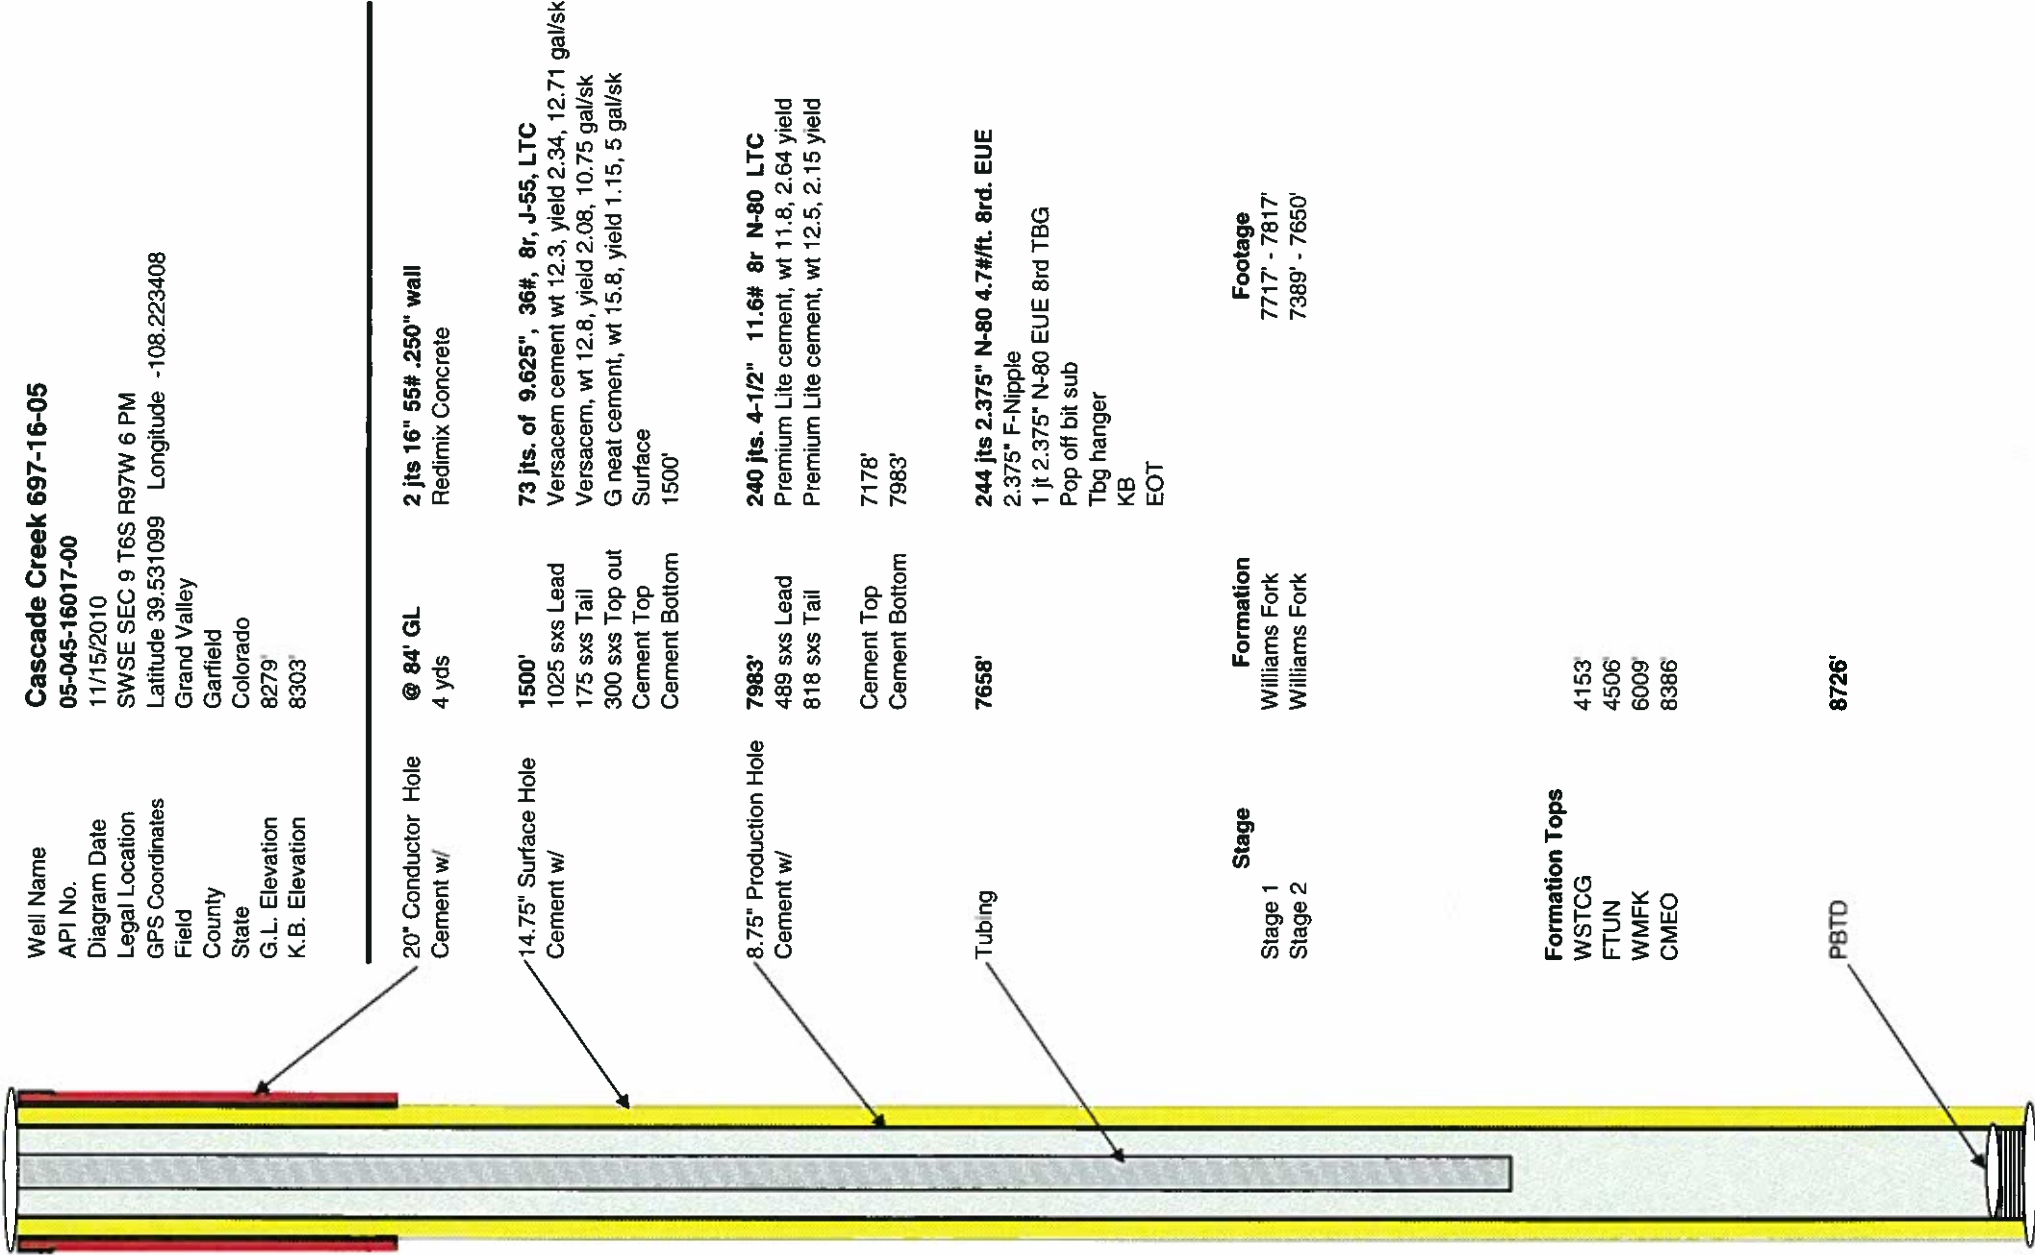 Well Name Cascade Creek 697-16-05
API No. 05-045-16017-00
Diagram Date 11/15/2010
Legal Location SWSE SEC 9 T6S R97W 6 PM
GPS Coordinates Latitude 39.531099 Longitude -108.223408
Field Grand Valley
County Garfield
State Colorado
G.L. Elevation 8279'
K.B. Elevation 8303'
20" Conductor Hole @ 84' GL 2 jts 16" 55# .250" wall
Cement w/ 4 yds Redimix Concrete
14.75" Surface Hole 1500' 73 jts. of 9.625", 36#, 8r, J-55, LTC
Cement w/ 1025 sxs Lead Versacem cement wt 12.3, yield 2.34, 12.71 gal/sk
175 sxs Tail Versacem, wt 12.8, yield 2.08, 10.75 gal/sk
300 sxs Top out G neat cement, wt 15.8, yield 1.15, 5 gal/sk
Cement Top Surface
Cement Bottom 1500'
8.75" Production Hole 7983' 240 jts. 4-1/2" 11.6# 8r N-80 LTC
Cement w/ 489 sxs Lead Premium Lite cement, wt 11.8, 2.64 yield
818 sxs Tail Premium Lite cement, wt 12.5, 2.15 yield
Cement Top 7178'
Cement Bottom 7983'
Tubing 7658' 244 jts 2.375" N-80 4.7#/ft. 8rd. EUE
2.375" F-Nipple
1 jt 2.375" N-80 EUE 8rd TBG
Pop off bit sub
Tbg hanger
KB
EOT
Stage Formation Footage
Stage 1 Williams Fork 7717' - 7817'
Stage 2 Williams Fork 7389' - 7650'
Formation Tops
WSTCG 4153'
FTUN 4506'
WMFK 6009'
CMEO 8386'
PBTD 8726'